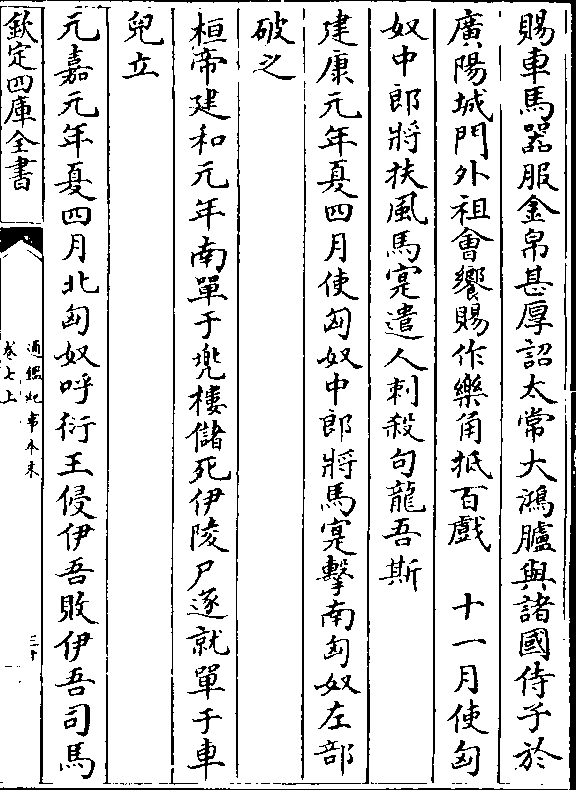 賜車馬器服金帛甚厚詔太常大鴻臚與諸國侍子於
廣陽城門外祖會饗賜作樂角抵百戲　十一月使匈
奴中郎將扶風馬寔遣人刺殺句龍吾斯
建康元年夏四月使匈奴中郎將馬寔擊南匈奴左部
破之
桓帝建和元年南單于兠樓儲死伊陵尸逐就單于車
兒立
元嘉元年夏四月北匈奴呼衍王侵伊吾敗伊吾司馬
欽定四庫全書
通鑑紀事本末
卷七上
三十